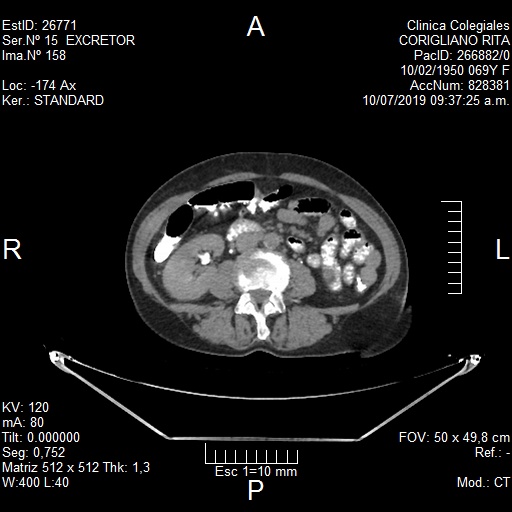 EstID: 26771
Ser.Nº 15 EXCRETOR
Ima.Nº 158
Loc: -174 Ax
Ker.: STANDARD
A
Clinica Colegiales
CORIGLIANO RITA
PacID: 266882/0
10/02/1950 069Y F
AccNum: 828381
10/07/2019 09:37:25 a.m.
R
L
KV: 120
mA: 80
Tilt: 0.000000
Seg: 0,752
Matriz 512 x 512 Thk: 1,3
W:400 L:40
Esc 1=10 mm
P
FOV: 50 x 49,8 cm
Ref.: -
Mod.: CT